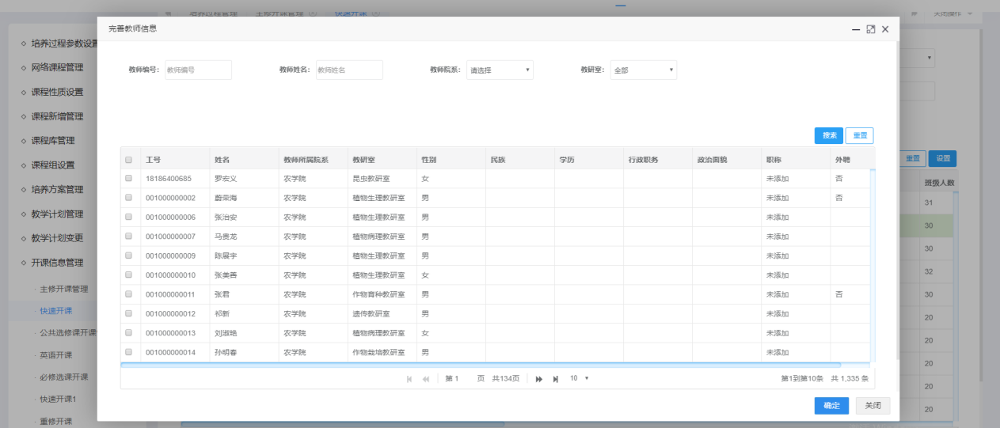 培养过程管理 主修开课管理 快速开课 关闭操作
完善教师信息
教师编号: 教师编号 教师姓名: 教师姓名 教师院系: 请选择 教研室: 全部
搜索 重置
工号 姓名 教师所属院系 教研室 性别 民族 学历 行政职务 政治面貌 职称 外聘
18186400685 罗宏义 农学院 昆虫教研室 女 未添加 否
001000000002 蔚荣海 农学院 植物生理教研室 男 未添加 否
001000000006 张治安 农学院 植物生理教研室 男 未添加
001000000007 马贵龙 农学院 植物病理教研室 男 未添加
001000000009 陈展宇 农学院 植物生理教研室 男 未添加
001000000010 张美善 农学院 植物生理教研室 女 未添加
001000000011 张君 农学院 作物育种教研室 男 未添加 否
001000000012 祁新 农学院 遗传教研室 男 未添加
001000000013 刘淑艳 农学院 植物病理教研室 女 未添加
001000000014 孙明春 农学院 作物栽培教研室 男 未添加
第 1 页 共134页 10 第1到第10条 共 1,335 条
确定 关闭
培养过程参数设置
网络课程管理
课程性质设置
课程新增管理
课程库管理
课程组设置
培养方案管理
教学计划管理
教学计划变更
开课信息管理
主修开课管理
快速开课
公共选修课开课
英语开课
必修选课开课
快速开课1
重修开课
重置 设置
班级人数
31
30
30
32
30
20
20
20
20
20